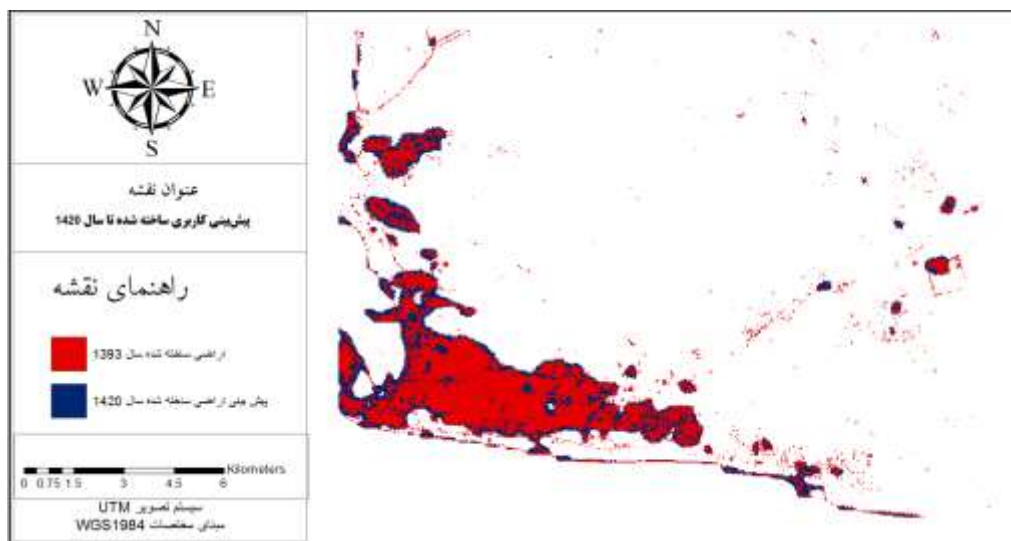 N
W E
S
عنوان نقشه
پیش‌بینی کاربری ساخته شده تا سال 1420
راهنمای نقشه
اراضی ساخته شده سال 1393
پیش بینی اراضی ساخته شده سال 1420
Kilometers
0 0.75 1.5 3 4.5 6
سیستم تصویر UTM
مبنای مختصات WGS1984